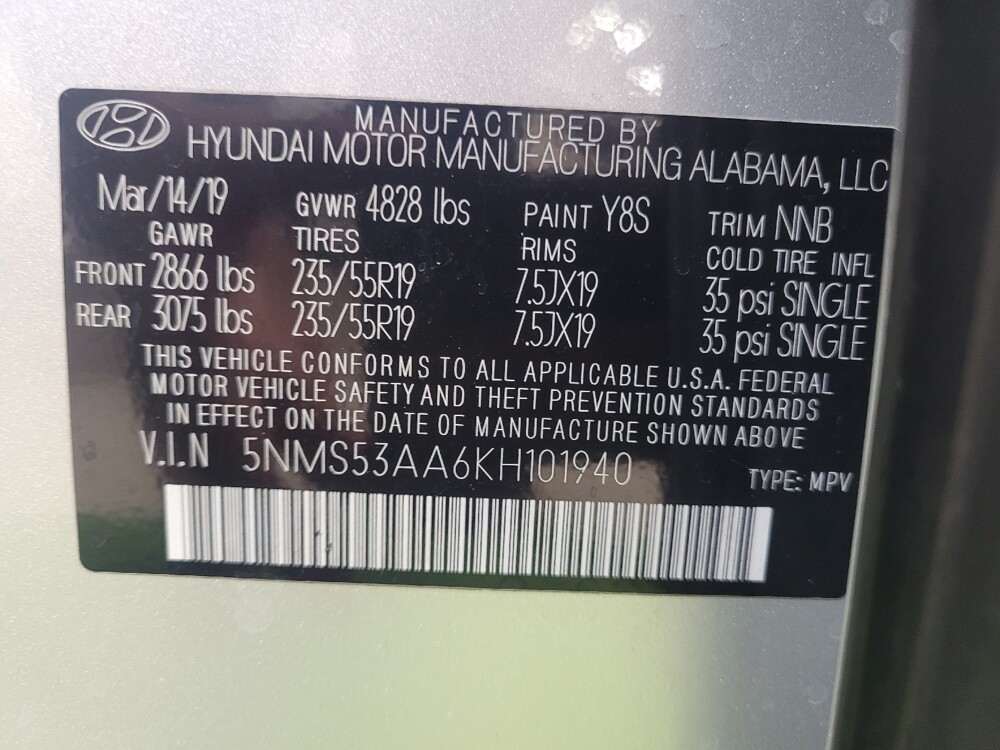 MANUFACTURED BY
HYUNDAI MOTOR MANUFACTURING ALABAMA, LLC
Mar/14/19 GVWR 4828 lbs PAINT Y8S TRIM NNB
GAWR TIRES RIMS COLD TIRE INFL
FRONT 2866 lbs 235/55R19 7.5JX19 35 psi SINGLE
REAR 3075 lbs 235/55R19 7.5JX19 35 psi SINGLE
THIS VEHICLE CONFORMS TO ALL APPLICABLE U.S.A. FEDERAL
MOTOR VEHICLE SAFETY AND THEFT PREVENTION STANDARDS
IN EFFECT ON THE DATE OF MANUFACTURE SHOWN ABOVE
V.I.N 5NMS53AA6KH101940 TYPE: MPV